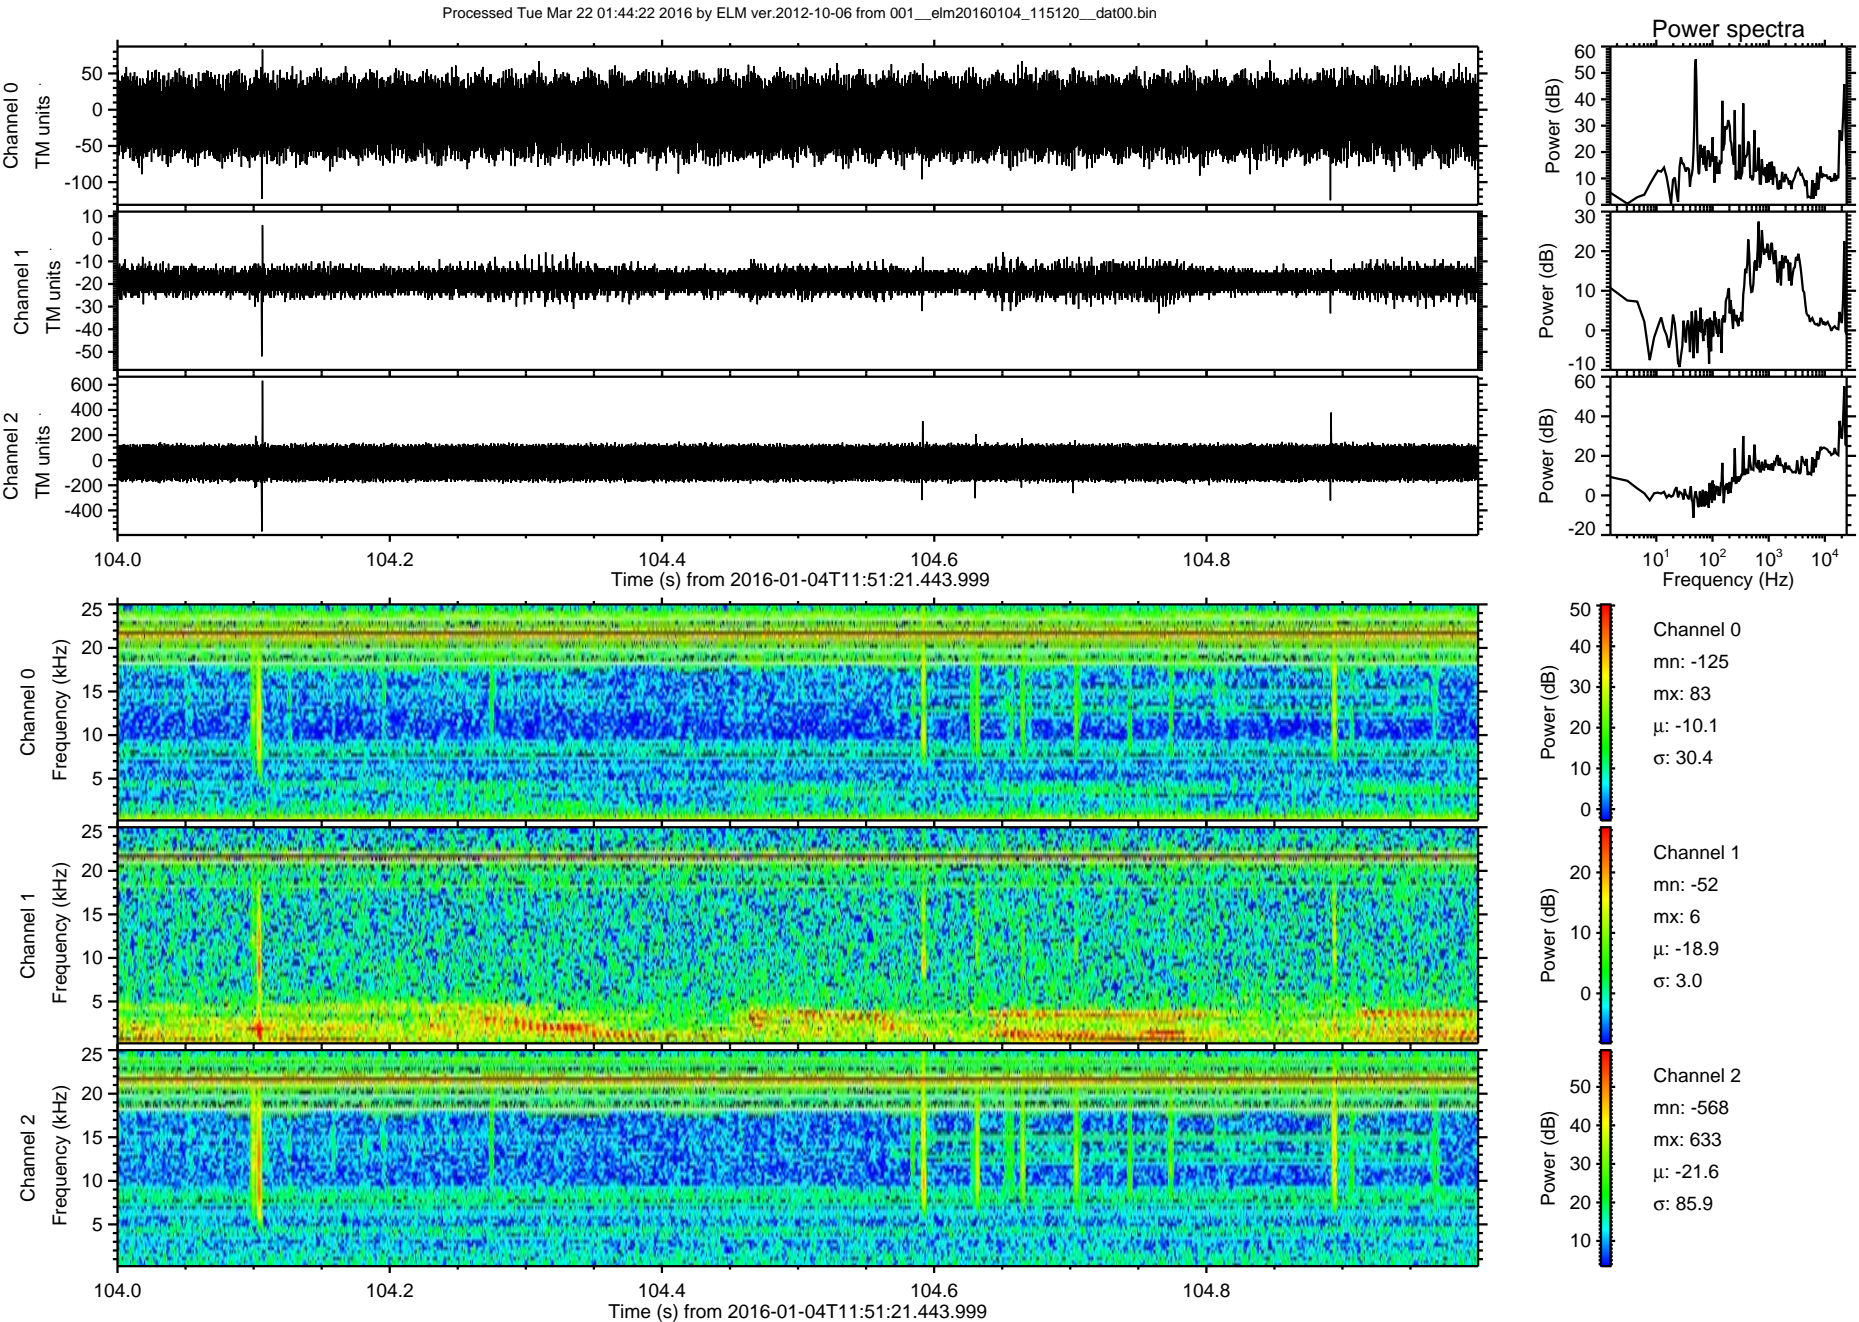 Processed Tue Mar 22 01:44:22 2016 by ELM ver.2012-10-06 from 001__elm20160104_115120__dat00.bin
Power spectra
Channel 0
TM units
50
0
-50
-100
Power (dB)
60
50
40
30
20
10
0
Channel 1
TM units
10
0
-10
-20
-30
-40
-50
Power (dB)
30
20
10
0
-10
Channel 2
TM units
600
400
200
0
-200
-400
Power (dB)
60
40
20
0
-20
104.0 104.2 104.4 104.6 104.8
Time (s) from 2016-01-04T11:51:21.443.999
10¹ 10² 10³ 10⁴
Frequency (Hz)
Channel 0
Frequency (kHz)
25
20
15
10
5
Power (dB)
50
40
30
20
10
0
Channel 0
mn: -125
mx: 83
µ: -10.1
σ: 30.4
Channel 1
Frequency (kHz)
25
20
15
10
5
Power (dB)
20
10
0
Channel 1
mn: -52
mx: 6
µ: -18.9
σ: 3.0
Channel 2
Frequency (kHz)
25
20
15
10
5
Power (dB)
50
40
30
20
10
Channel 2
mn: -568
mx: 633
µ: -21.6
σ: 85.9
104.0 104.2 104.4 104.6 104.8
Time (s) from 2016-01-04T11:51:21.443.999